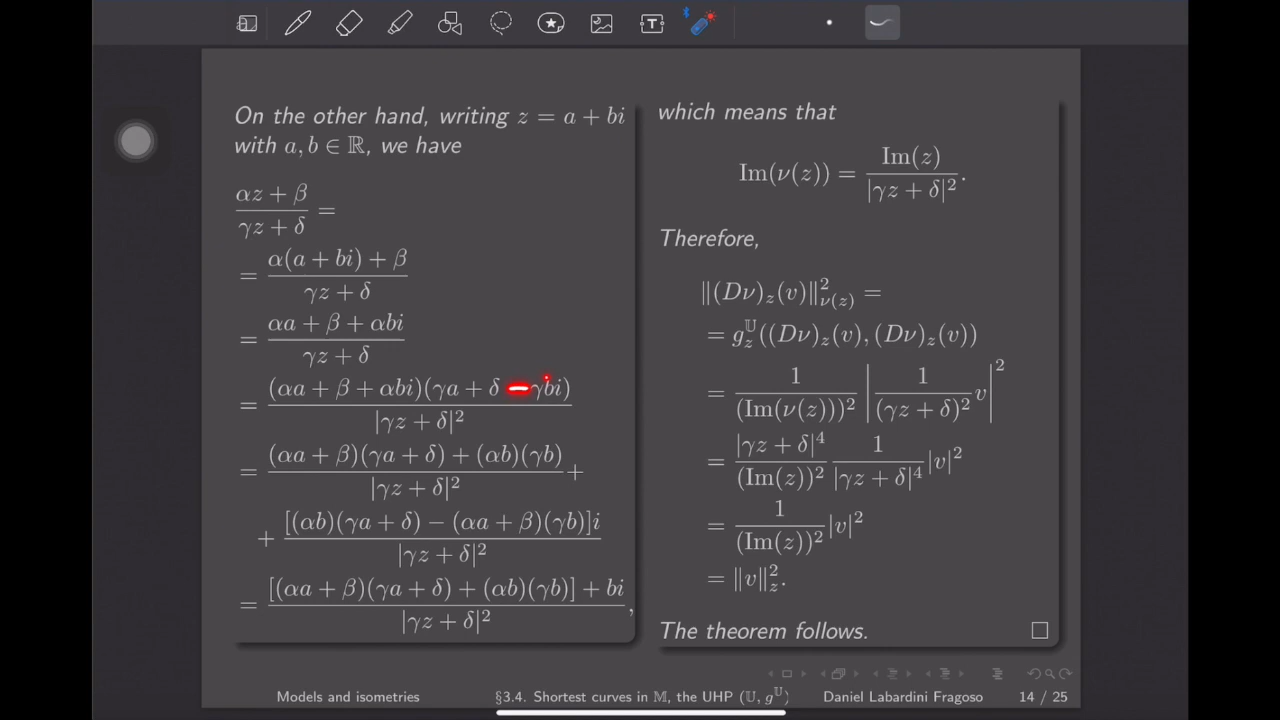 On the other hand, writing z = a + bi
with a, b ∈ ℝ, we have
(αz + β)/(γz + δ) =
= (α(a + bi) + β)/(γz + δ)
= (αa + β + αbi)/(γz + δ)
= ((αa + β + αbi)(γa + δ − γbi))/|γz + δ|²
= ((αa + β)(γa + δ) + (αb)(γb))/|γz + δ|² +
+ ([(αb)(γa + δ) − (αa + β)(γb)]i)/|γz + δ|²
= ([(αa + β)(γa + δ) + (αb)(γb)] + bi)/|γz + δ|²,
which means that
Im(ν(z)) = Im(z)/|γz + δ|².
Therefore,
‖(Dν)_z(v)‖²_{ν(z)} =
= g_z^𝕌((Dν)_z(v), (Dν)_z(v))
= 1/(Im(ν(z)))² |1/(γz + δ)² v|²
= |γz + δ|⁴/(Im(z))² 1/|γz + δ|⁴ |v|²
= 1/(Im(z))² |v|²
= ‖v‖²_z.
The theorem follows. □
Models and isometries §3.4. Shortest curves in 𝕄, the UHP (𝕌, g^𝕌) Daniel Labardini Fragoso 14 / 25